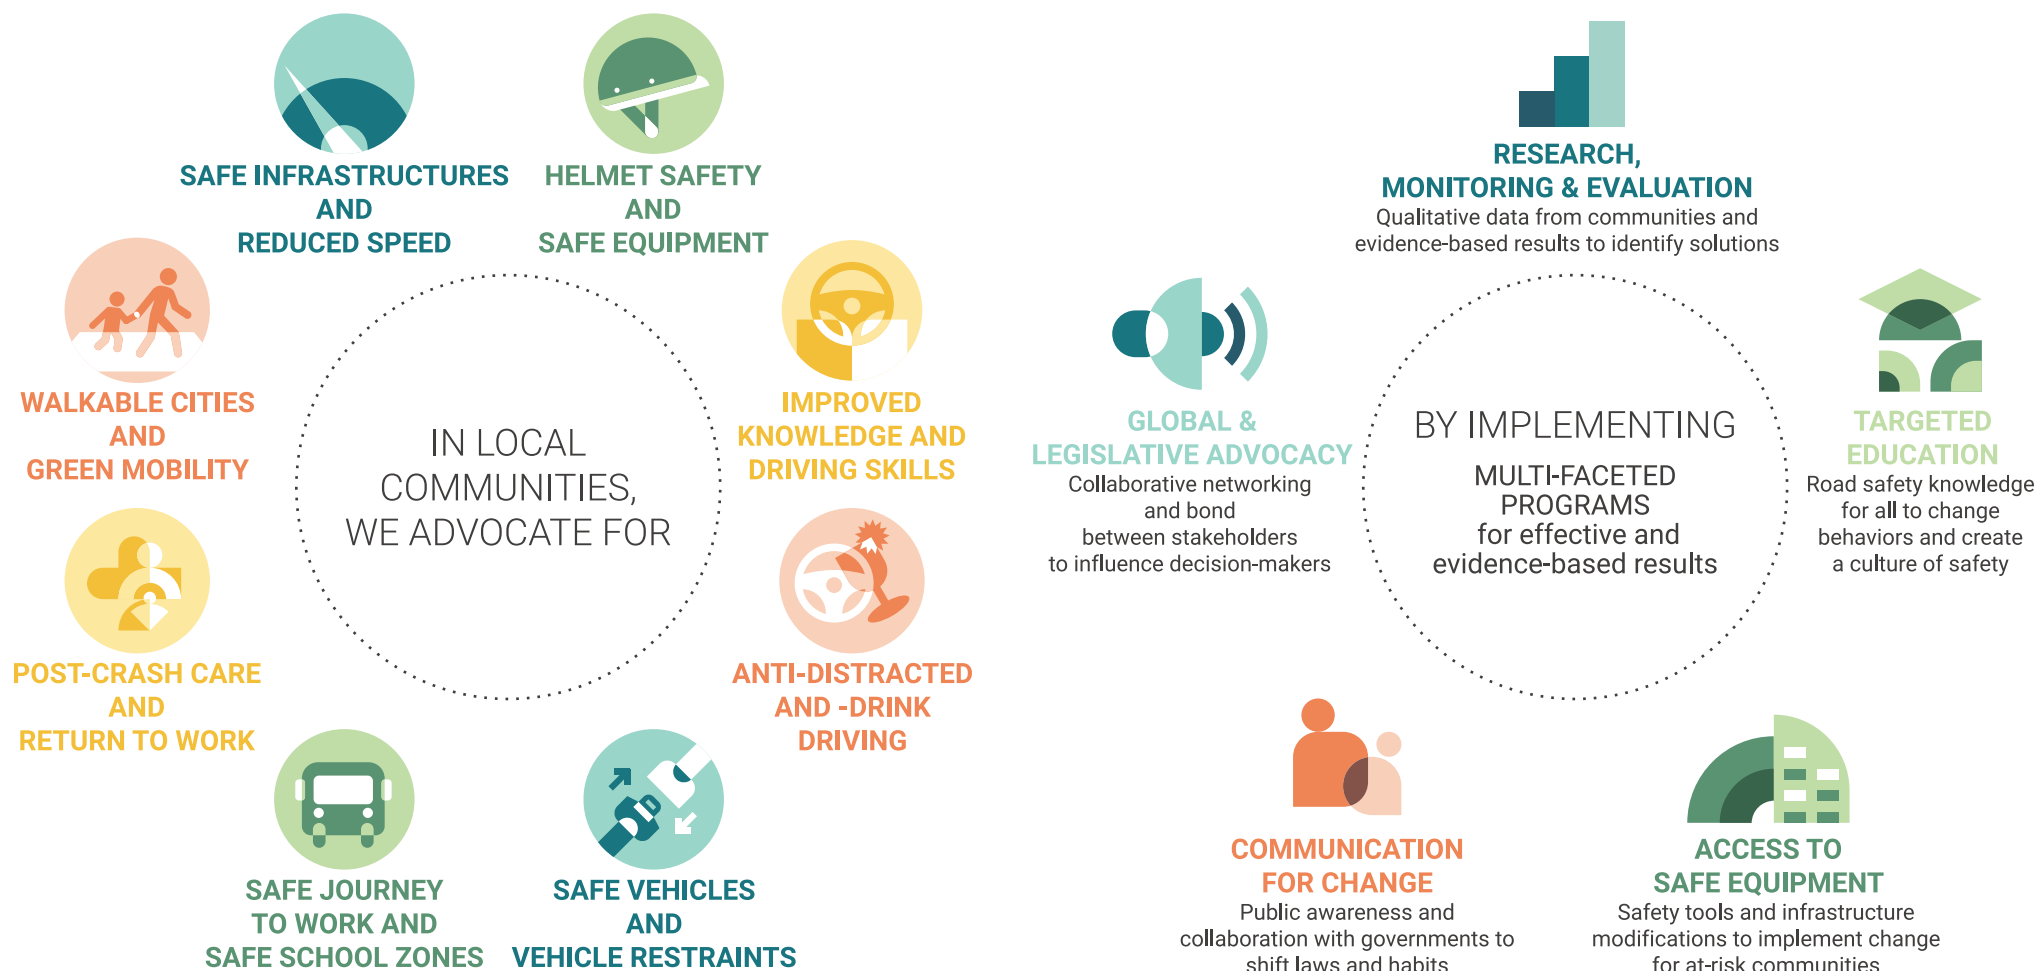 SAFE INFRASTRUCTURES
AND
REDUCED SPEED
HELMET SAFETY
AND
SAFE EQUIPMENT
WALKABLE CITIES
AND
GREEN MOBILITY
IMPROVED
KNOWLEDGE AND
DRIVING SKILLS
IN LOCAL
COMMUNITIES,
WE ADVOCATE FOR
POST-CRASH CARE
AND
RETURN TO WORK
ANTI-DISTRACTED
AND -DRINK
DRIVING
SAFE JOURNEY
TO WORK AND
SAFE SCHOOL ZONES
SAFE VEHICLES
AND
VEHICLE RESTRAINTS
RESEARCH,
MONITORING & EVALUATION
Qualitative data from communities and
evidence-based results to identify solutions
GLOBAL &
LEGISLATIVE ADVOCACY
Collaborative networking
and bond
between stakeholders
to influence decision-makers
BY IMPLEMENTING
MULTI-FACETED
PROGRAMS
for effective and
evidence-based results
TARGETED
EDUCATION
Road safety knowledge
for all to change
behaviors and create
a culture of safety
COMMUNICATION
FOR CHANGE
Public awareness and
collaboration with governments to
shift laws and habits
ACCESS TO
SAFE EQUIPMENT
Safety tools and infrastructure
modifications to implement change
for at-risk communities